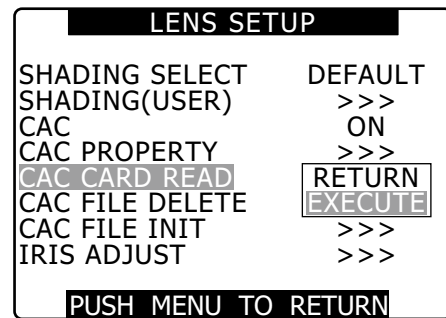 LENS SETUP
SHADING SELECT DEFAULT
SHADING(USER) >>>
CAC ON
CAC PROPERTY >>>
CAC CARD READ RETURN
CAC FILE DELETE EXECUTE
CAC FILE INIT >>>
IRIS ADJUST >>>
PUSH MENU TO RETURN